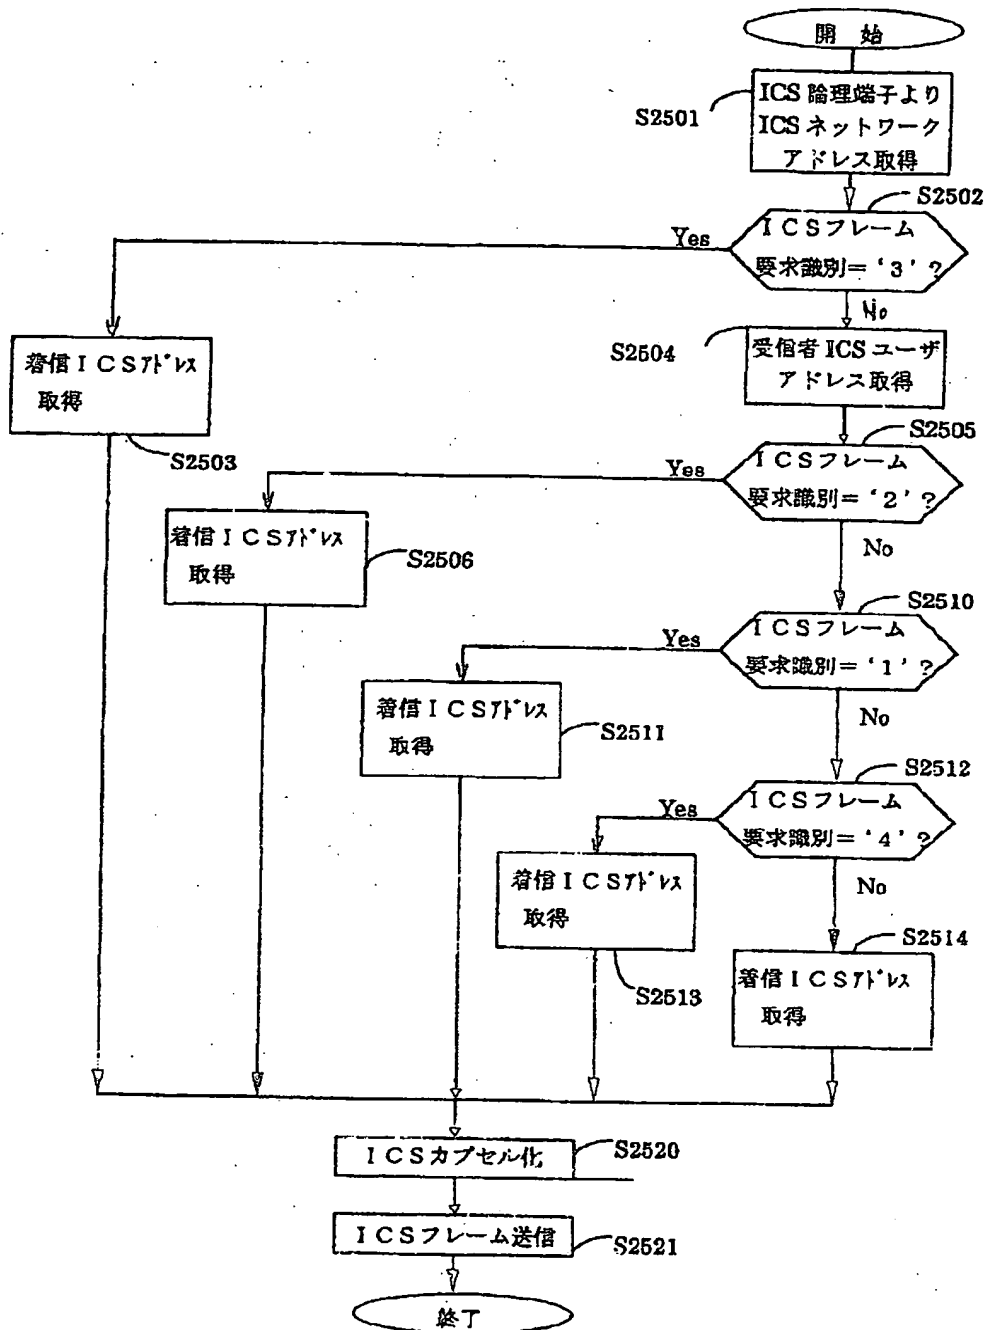 開 始
ICS論理端子より
ICSネットワーク
アドレス取得
S2501
S2502
ICSフレーム
要求識別=‘3’?
Yes
No
着信ICSアドレス
取得
S2503
S2504
受信者ICSユーザ
アドレス取得
S2505
ICSフレーム
要求識別=‘2’?
Yes
No
着信ICSアドレス
取得
S2506
S2510
ICSフレーム
要求識別=‘1’?
Yes
No
着信ICSアドレス
取得
S2511
S2512
ICSフレーム
要求識別=‘4’?
Yes
No
着信ICSアドレス
取得
S2513
S2514
着信ICSアドレス
取得
ICSカプセル化
S2520
ICSフレーム送信
S2521
終了